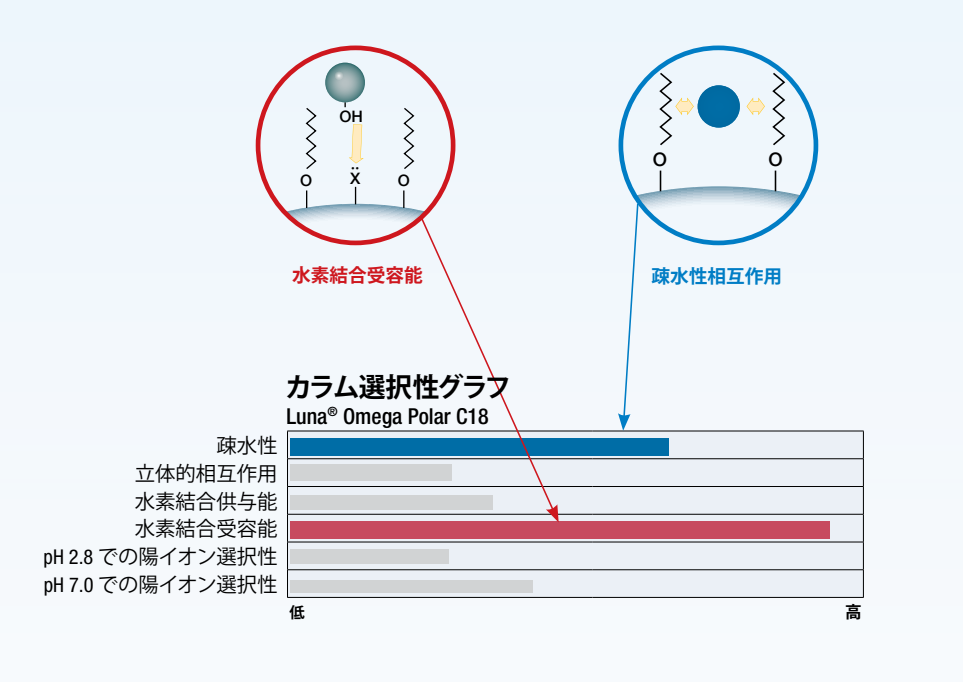 OH
Ẍ
O
O
O
O
水素結合受容能
疎水性相互作用
カラム選択性グラフ
Luna® Omega Polar C18
疎水性
立体的相互作用
水素結合供与能
水素結合受容能
pH 2.8 での陽イオン選択性
pH 7.0 での陽イオン選択性
低 高